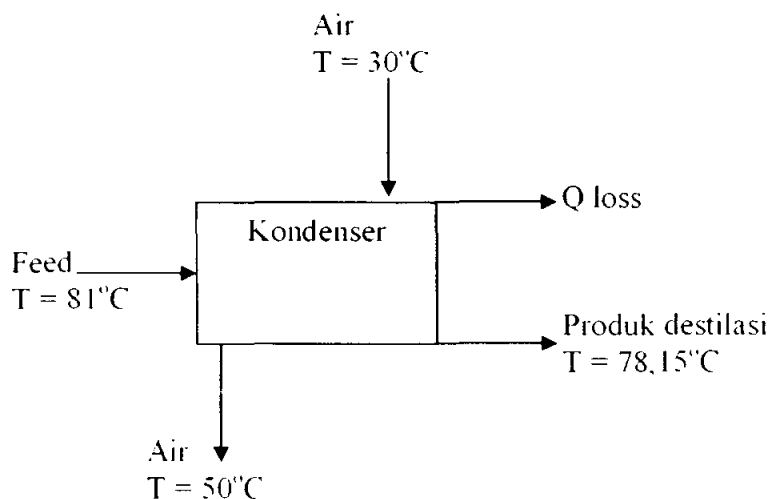 Air
T = 30°C
Q loss
Kondenser
Feed
T = 81°C
Produk destilasi
T = 78,15°C
Air
T = 50°C